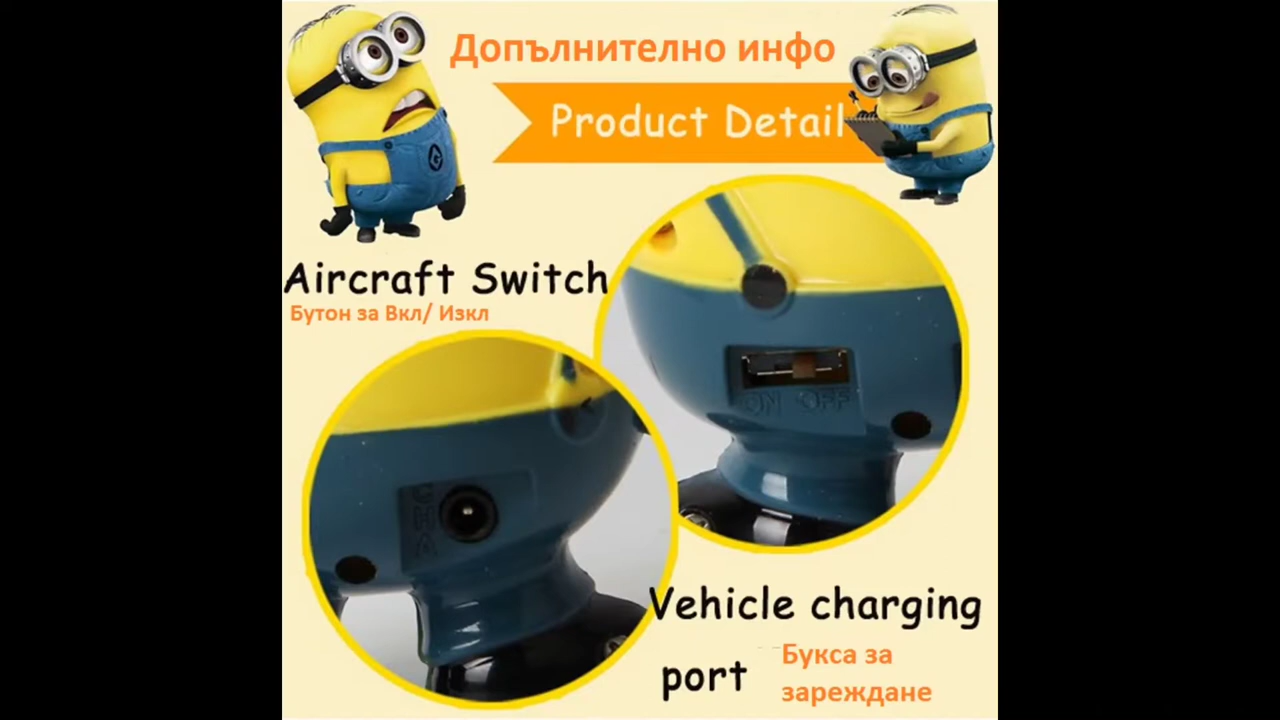 Допълнително инфо
Product Detail
Aircraft Switch
Бутон за Вкл/ Изкл
ON OFF
Vehicle charging
port
Букса за
зареждане